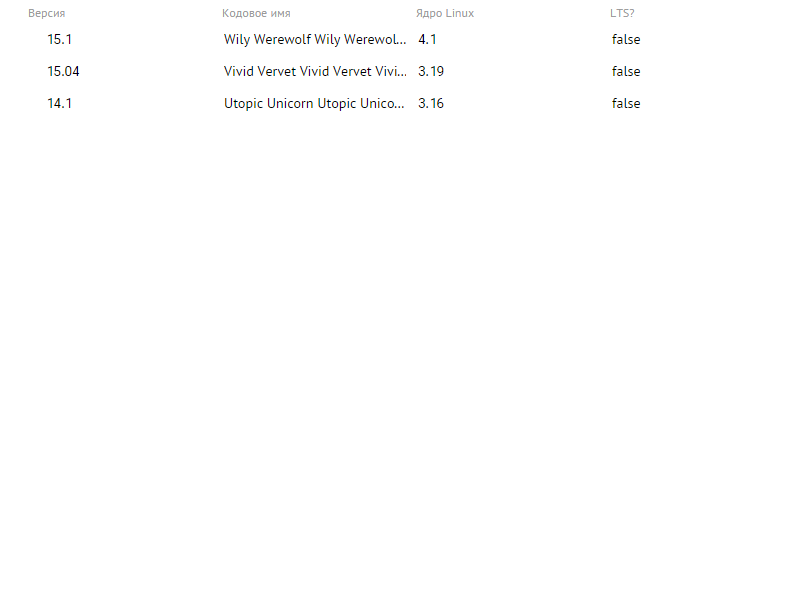 Версия Кодовое имя Ядро Linux LTS?
15.1 Wily Werewolf Wily Werewol... 4.1 false
15.04 Vivid Vervet Vivid Vervet Vivi... 3.19 false
14.1 Utopic Unicorn Utopic Unico... 3.16 false